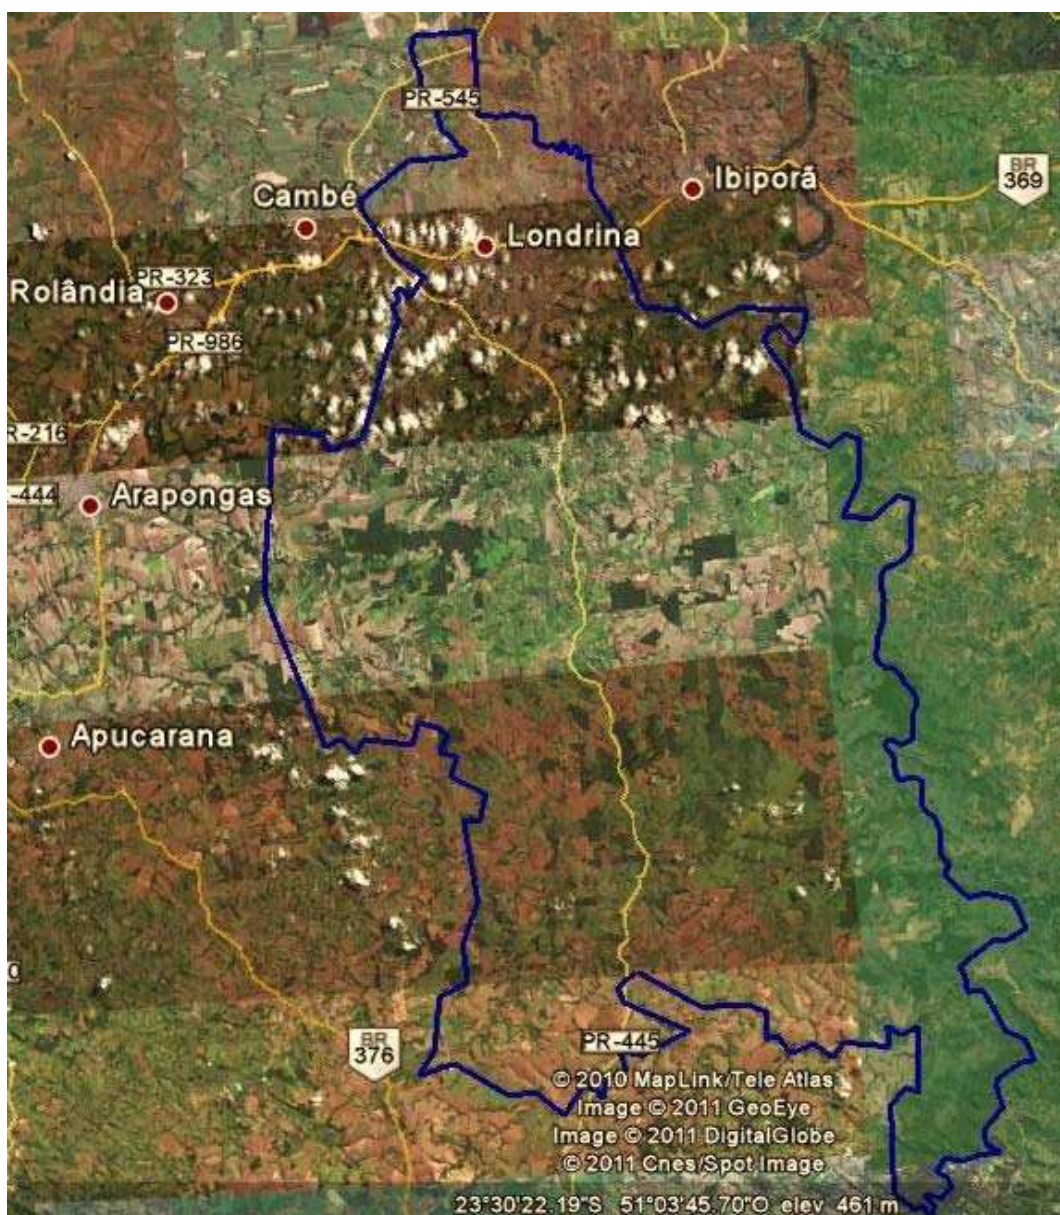 PR-545
BR
369
Ibiporã
Cambé
Londrina
PR-323
Rolândia
PR-986
R-216
-444
Arapongas
Apucarana
0
BR
376
PR-445
© 2010 MapLink/Tele Atlas
Image © 2011 GeoEye
Image © 2011 DigitalGlobe
© 2011 Cnes/Spot Image
23°30'22.19"S 51°03'45.70"O elev 461 m